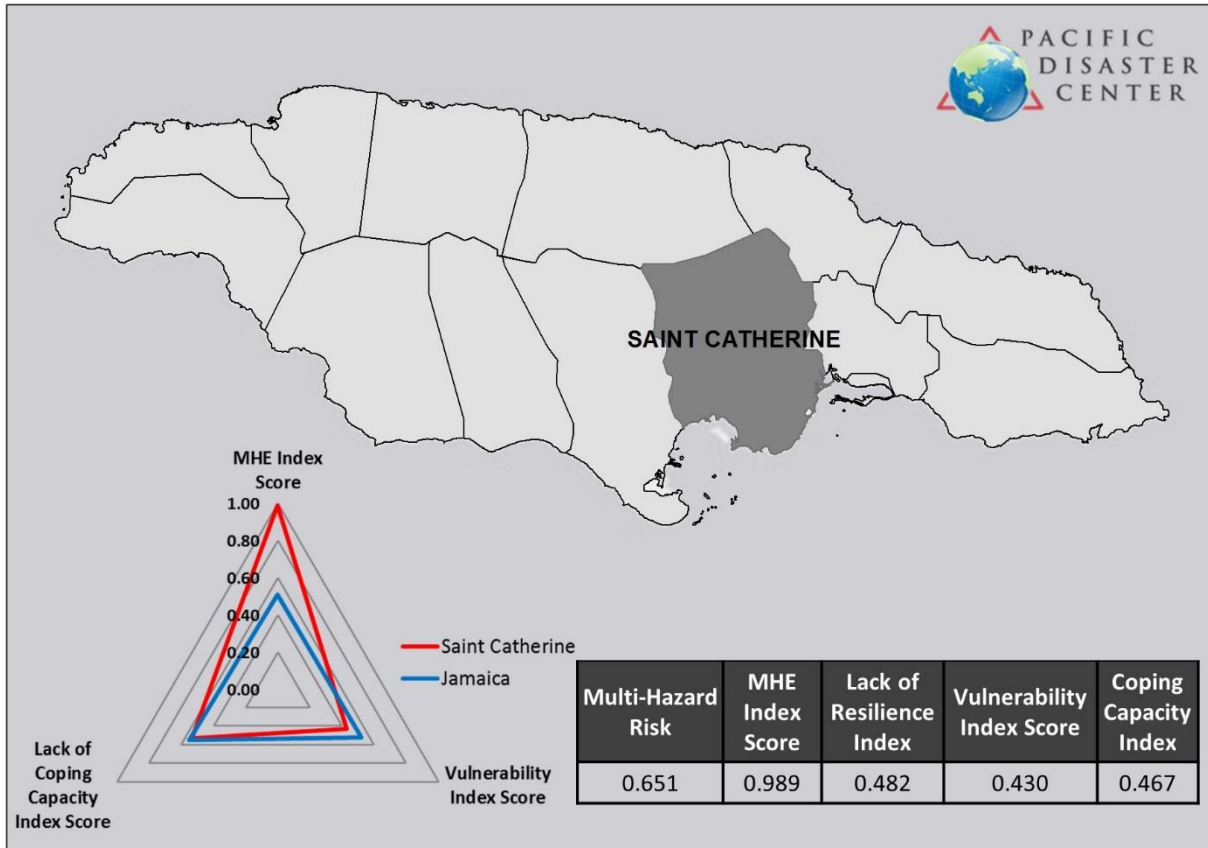 PACIFIC
DISASTER
CENTER
SAINT CATHERINE
MHE Index
Score
1.00
0.80
0.60
0.40
0.20
0.00
Saint Catherine
Jamaica
Lack of
Coping
Capacity
Index Score
Vulnerability
Index Score
Multi-Hazard
Risk
MHE
Index
Score
Lack of
Resilience
Index
Vulnerability
Index Score
Coping
Capacity
Index
0.651
0.989
0.482
0.430
0.467